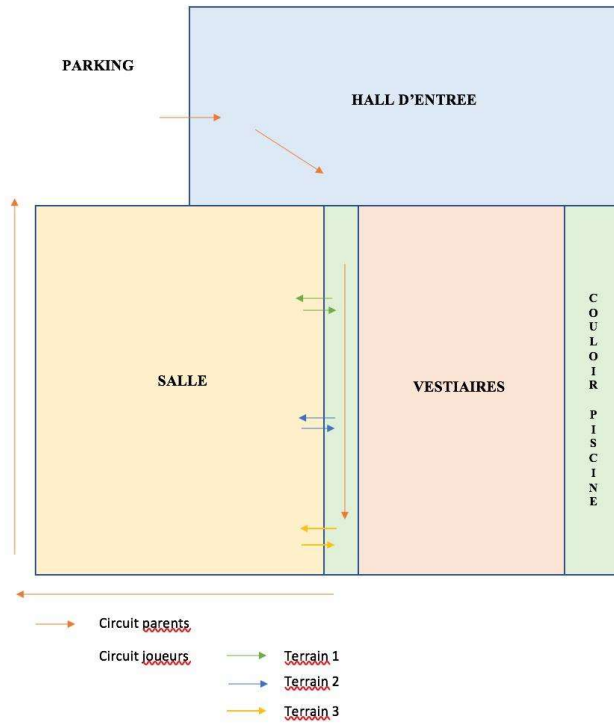 PARKING
HALL D'ENTREE
SALLE
VESTIAIRES
COULOIR PISCINE
Circuit parents
Circuit joueurs
Terrain 1
Terrain 2
Terrain 3